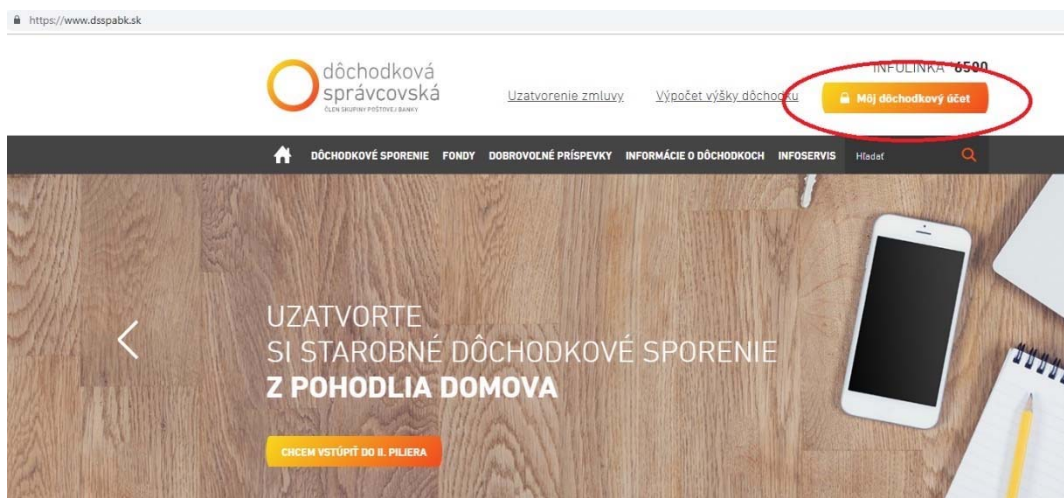 https://www.dsspabk.sk
dôchodková
správcovská
ČLEN SKUPINY POŠTOVEJ BANKY
INFOLINKA *6500
Uzatvorenie zmluvy
Výpočet výšky dôchodku
Môj dôchodkový účet
DÔCHODKOVÉ SPORENIE FONDY DOBROVOĽNÉ PRÍSPEVKY INFORMÁCIE O DÔCHODKOCH INFOSERVIS Hľadať
UZATVORTE
SI STAROBNÉ DÔCHODKOVÉ SPORENIE
Z POHODLIA DOMOVA
CHCEM VSTÚPIŤ DO II. PILIERA